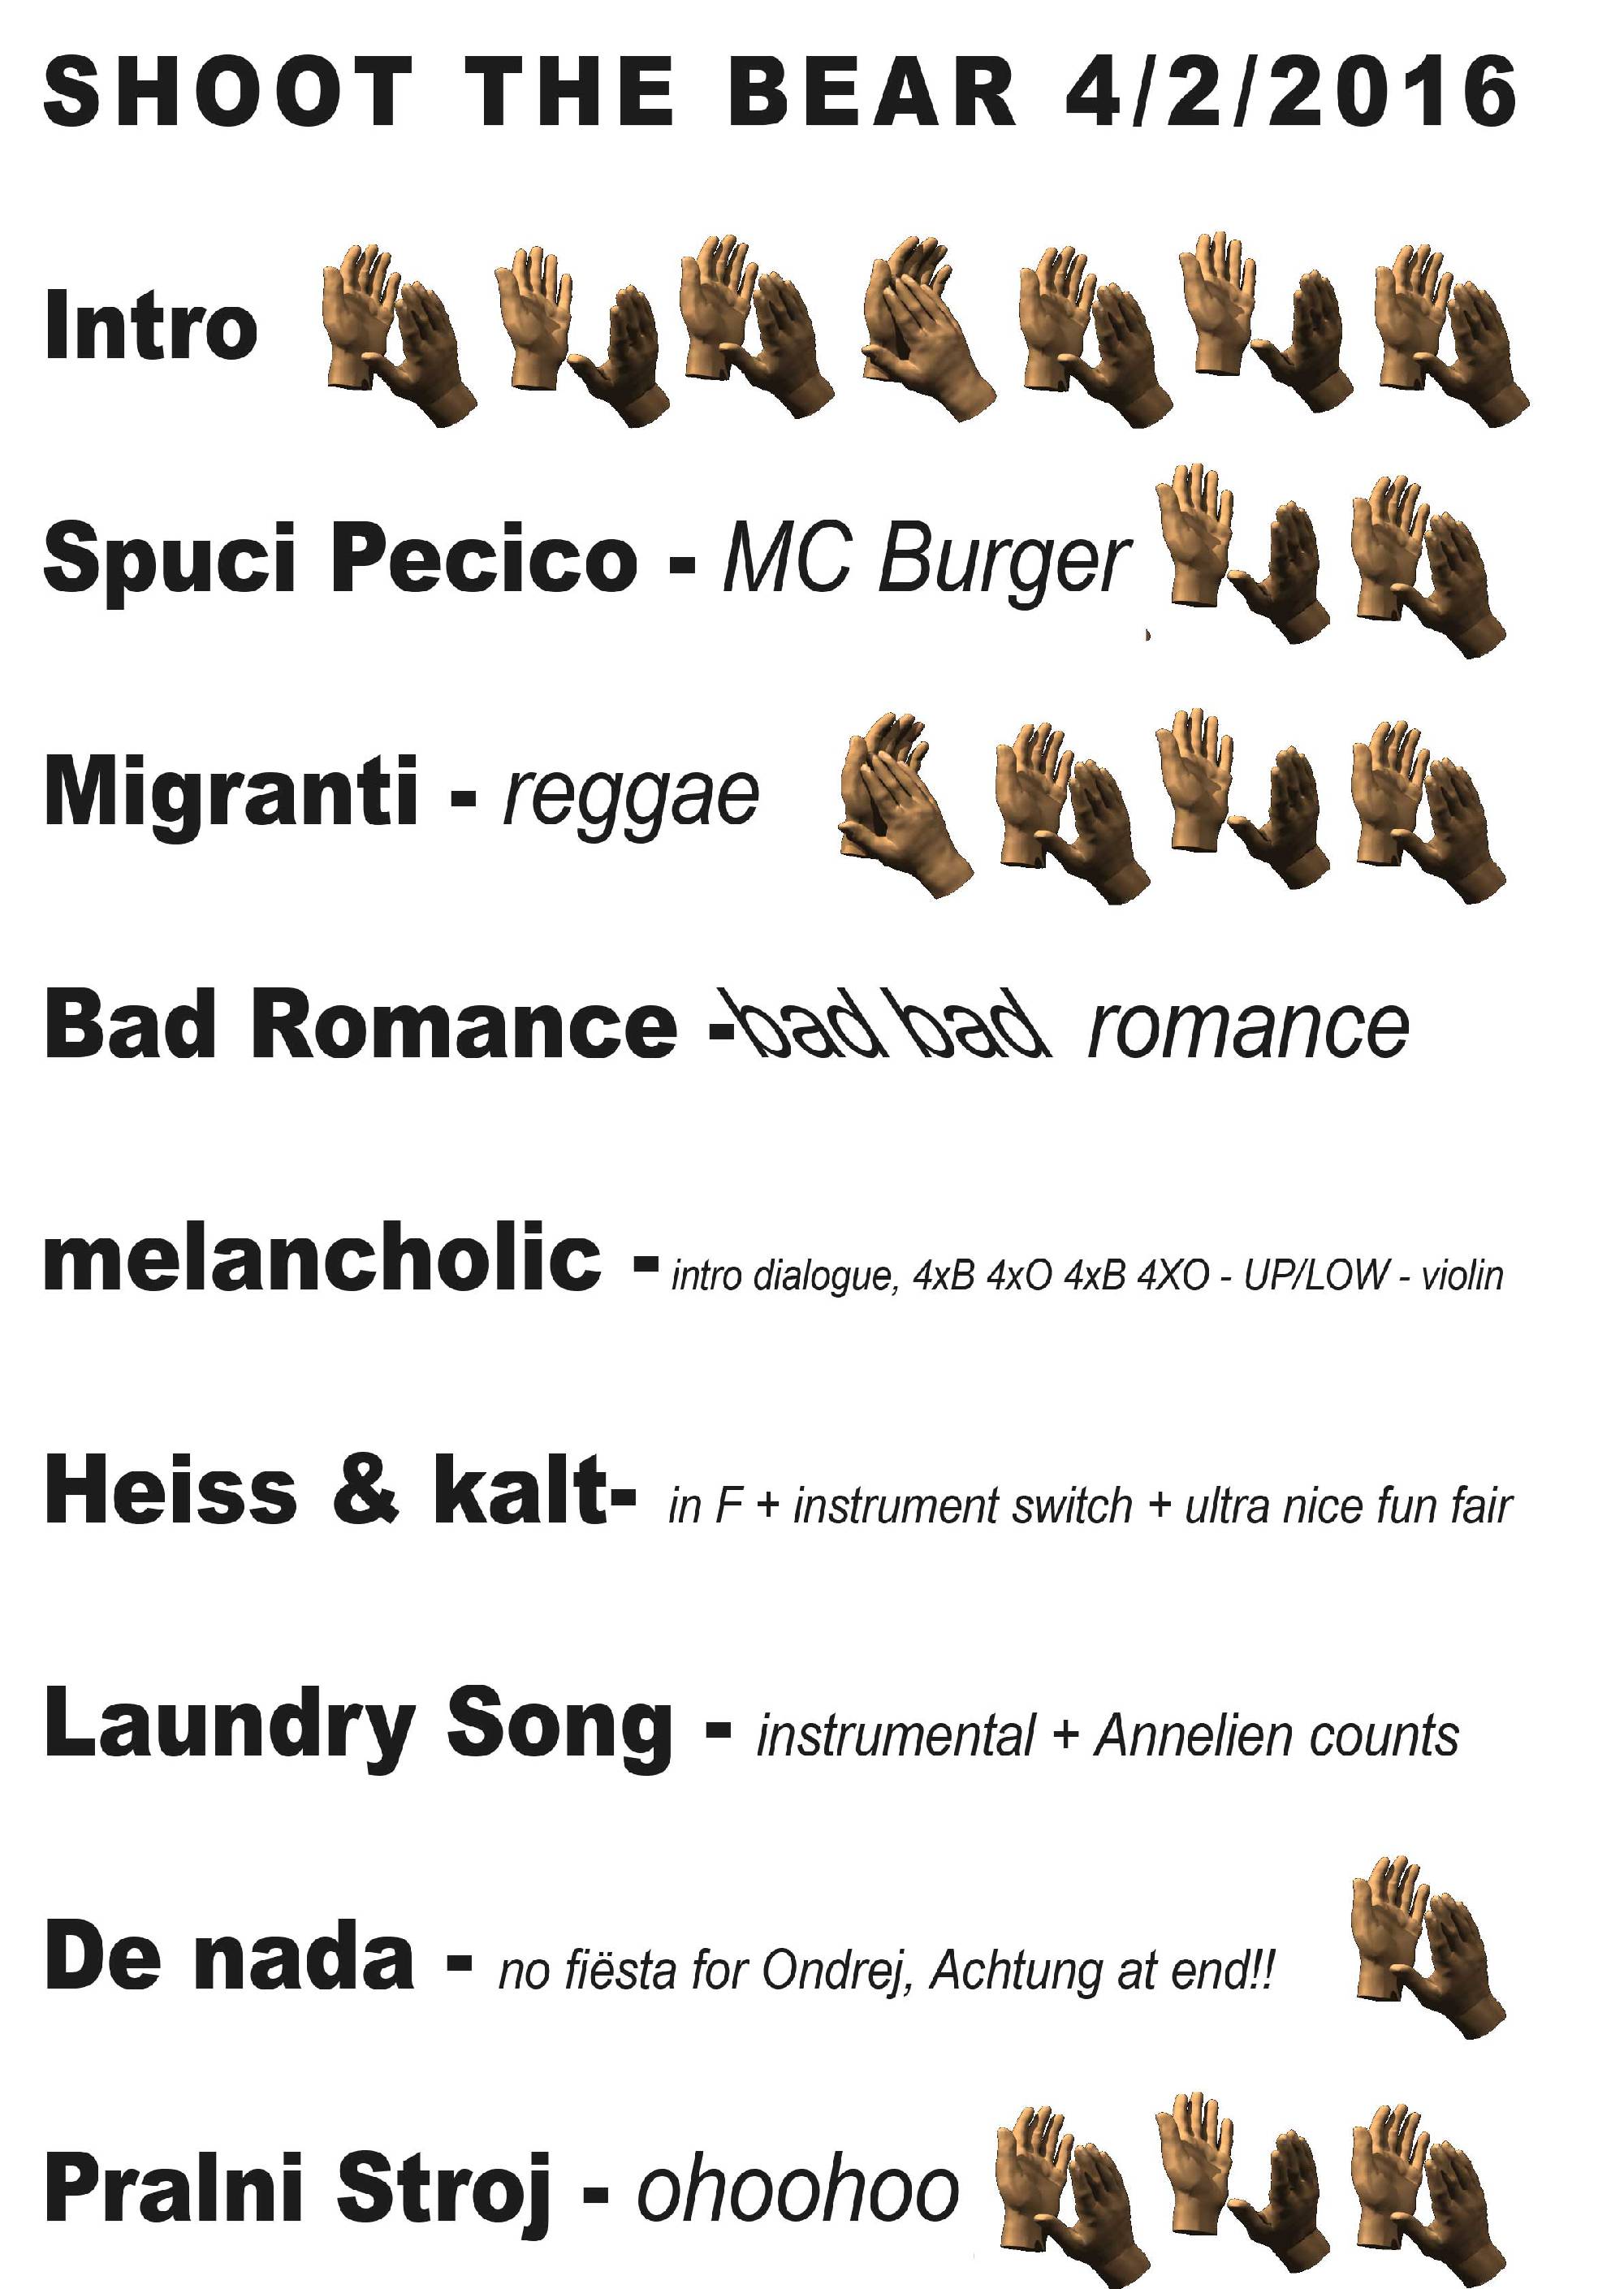 SHOOT THE BEAR 4/2/2016
Intro
Spuci Pecico - MC Burger
Migranti - reggae
Bad Romance -bad bad romance
melancholic - intro dialogue, 4xB 4xO 4xB 4XO - UP/LOW - violin
Heiss & kalt- in F + instrument switch + ultra nice fun fair
Laundry Song - instrumental + Annelien counts
De nada - no fiësta for Ondrej, Achtung at end!!
Pralni Stroj - ohoohoo